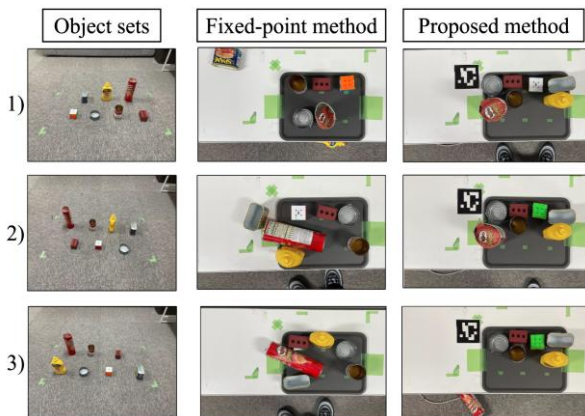 Object sets
Fixed-point method
Proposed method
1)
2)
3)